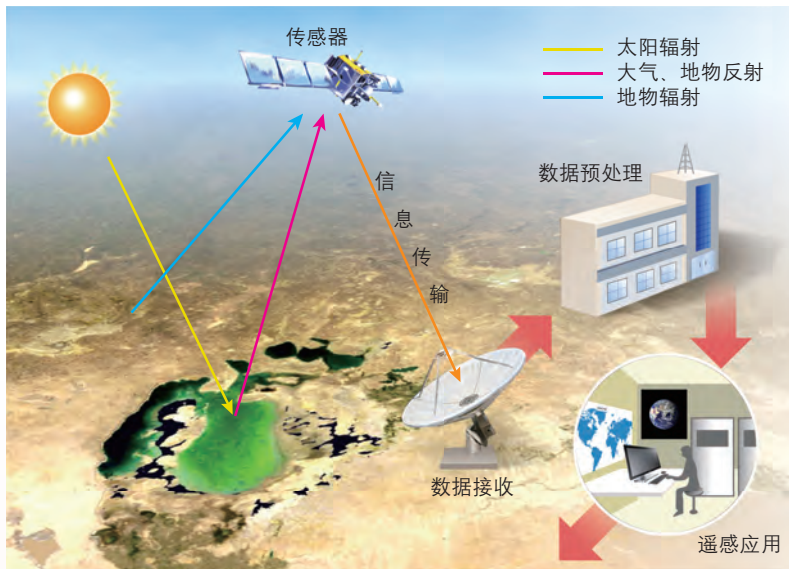 传感器
太阳辐射
大气、地物反射
地物辐射
信息传输
数据预处理
数据接收
遥感应用